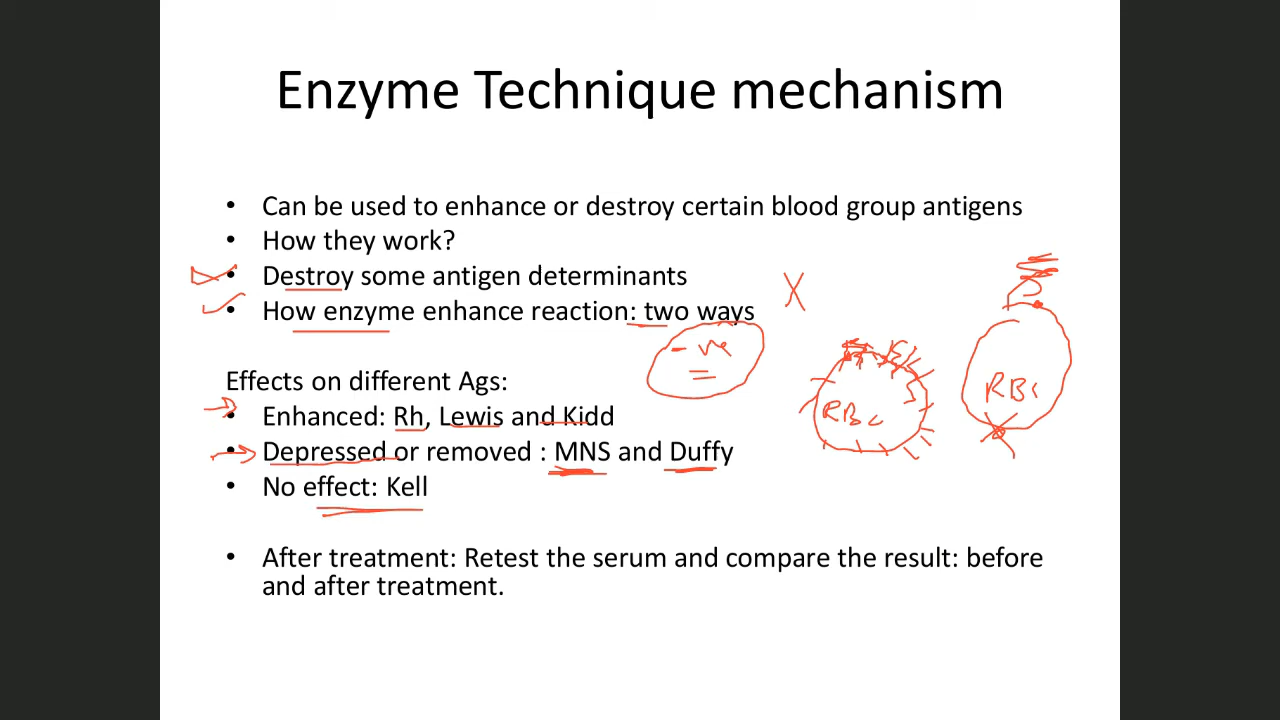 Enzyme Technique mechanism
• Can be used to enhance or destroy certain blood group antigens
• How they work?
• Destroy some antigen determinants
• How enzyme enhance reaction: two ways
- ve
RBC
RBC
Effects on different Ags:
• Enhanced: Rh, Lewis and Kidd
• Depressed or removed : MNS and Duffy
• No effect: Kell
• After treatment: Retest the serum and compare the result: before
and after treatment.